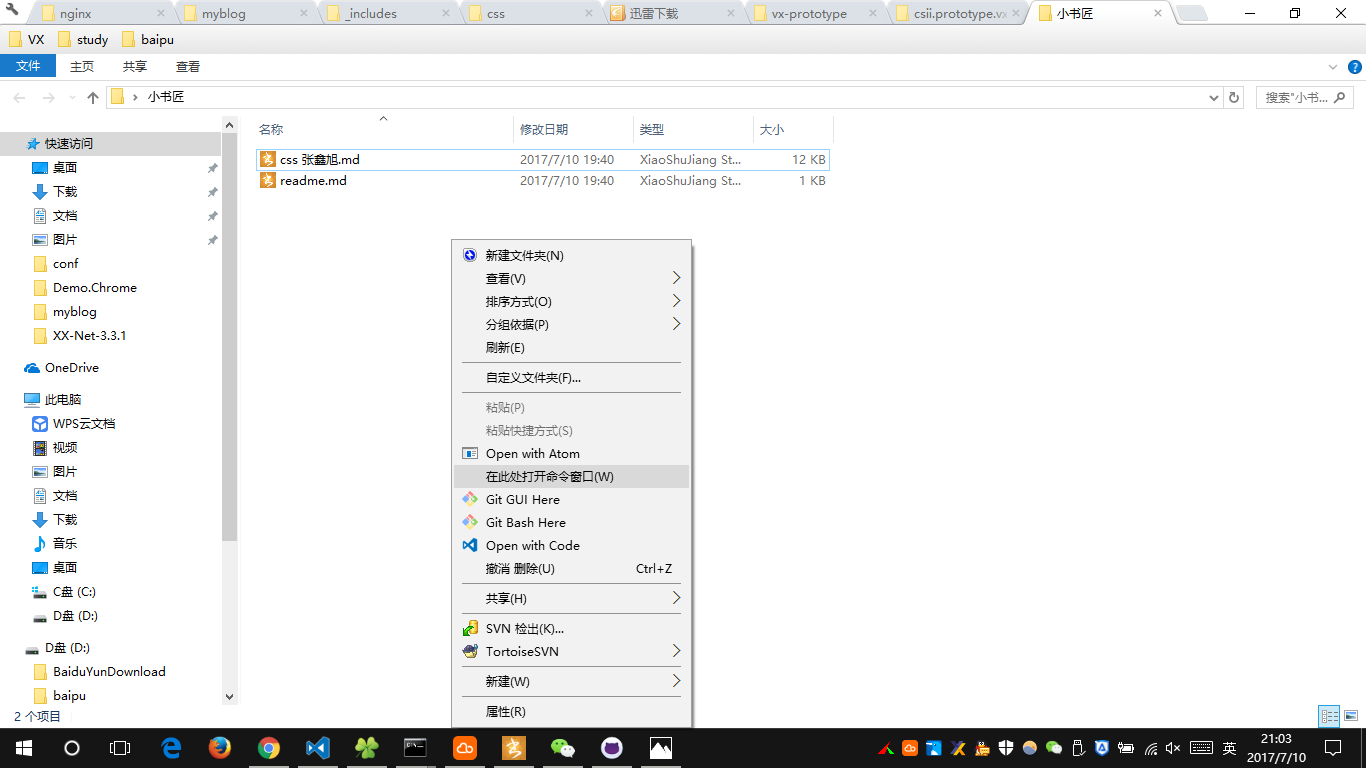 nginx myblog _includes css 迅雷下载 vx-prototype csii.prototype.vx 小书匠
VX study baipu
文件 主页 共享 查看
小书匠 搜索"小书...
名称 修改日期 类型 大小
css 张鑫旭.md 2017/7/10 19:40 XiaoShuJiang St... 12 KB
readme.md 2017/7/10 19:40 XiaoShuJiang St... 1 KB
快速访问
桌面
下载
文档
图片
conf
Demo.Chrome
myblog
XX-Net-3.3.1
OneDrive
此电脑
WPS云文档
视频
图片
文档
下载
音乐
桌面
C盘 (C:)
D盘 (D:)
D盘 (D:)
BaiduYunDownload
baipu
新建文件夹(N)
查看(V)
排序方式(O)
分组依据(P)
刷新(E)
自定义文件夹(F)...
粘贴(P)
粘贴快捷方式(S)
Open with Atom
在此处打开命令窗口(W)
Git GUI Here
Git Bash Here
Open with Code
撤消 删除(U) Ctrl+Z
共享(H)
SVN 检出(K)...
TortoiseSVN
新建(W)
属性(R)
2 个项目
英
21:03
2017/7/10